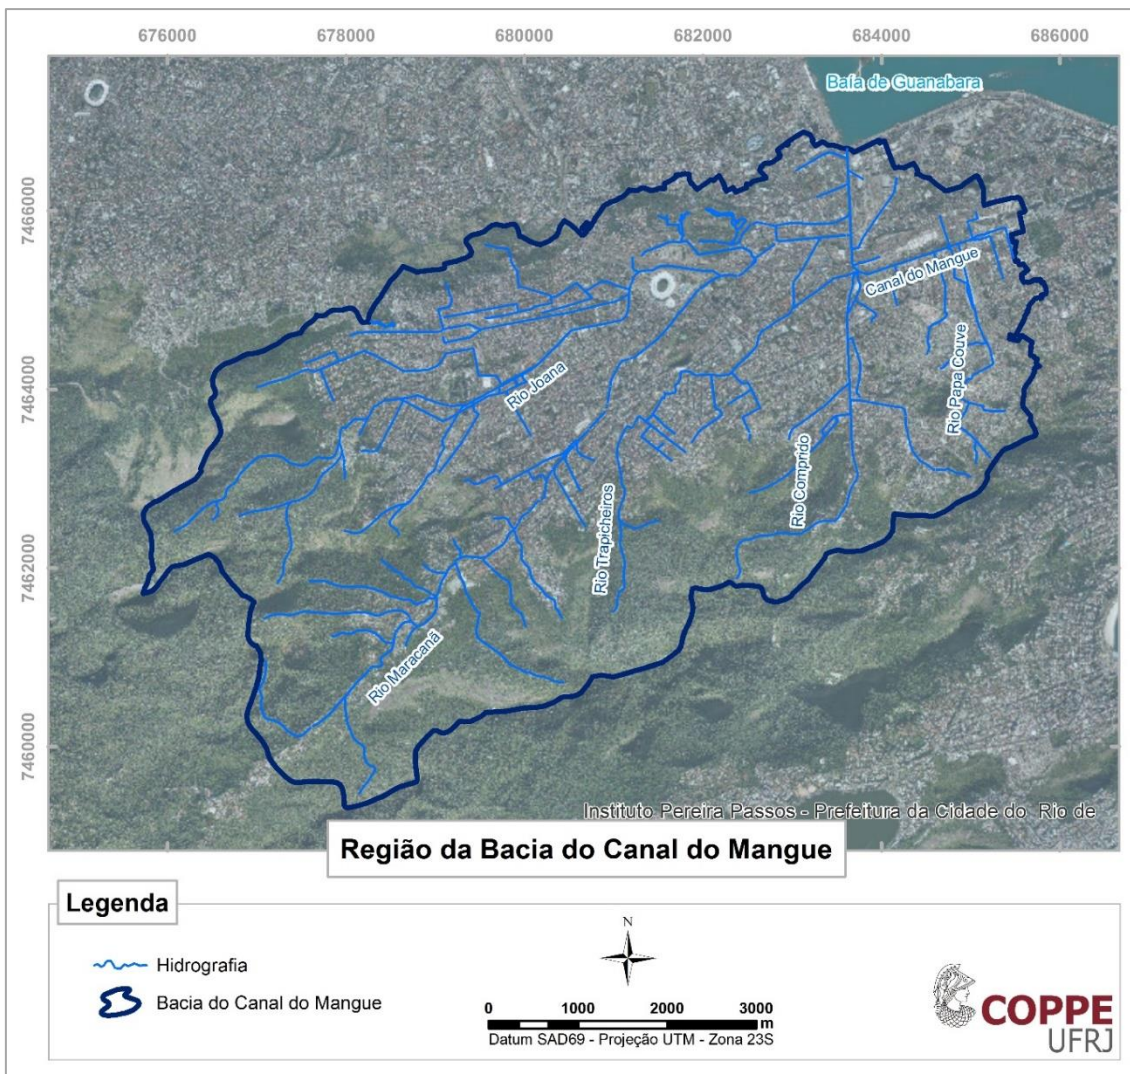 676000 678000 680000 682000 684000 686000
Baía de Guanabara
7466000
Canal do Mangue
Rio Papa Couve
7464000
Rio Joana
Rio Comprido
Rio Trapicheiros
7462000
Rio Maracanã
7460000
Instituto Pereira Passos - Prefeitura da Cidade do Rio de
Região da Bacia do Canal do Mangue
Legenda
Hidrografia
Bacia do Canal do Mangue
N
0 1000 2000 3000
m
Datum SAD69 - Projeção UTM - Zona 23S
COPPE
UFRJ